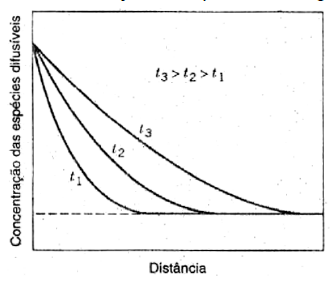 Concentração das espécies difusíveis
t3 > t2 > t1
t3
t2
t1
Distância